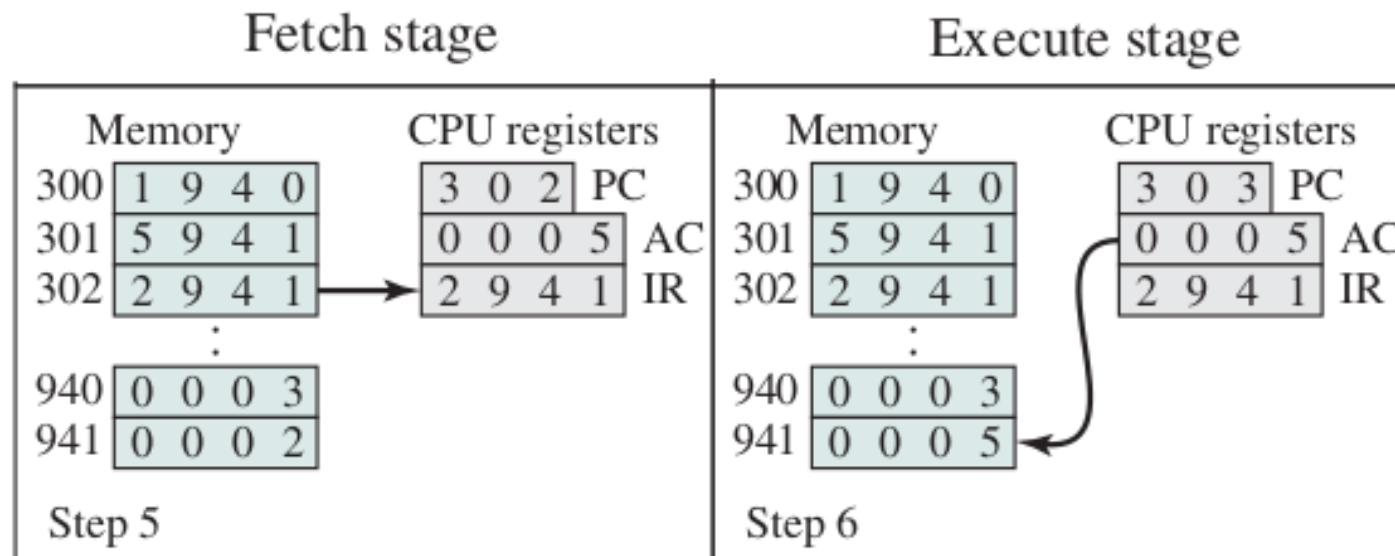 Fetch stage
Execute stage
Memory CPU registers
300 1 9 4 0 3 0 2 PC
301 5 9 4 1 0 0 0 5 AC
302 2 9 4 1 2 9 4 1 IR
940 0 0 0 3
941 0 0 0 2
Step 5
Memory CPU registers
300 1 9 4 0 3 0 3 PC
301 5 9 4 1 0 0 0 5 AC
302 2 9 4 1 2 9 4 1 IR
940 0 0 0 3
941 0 0 0 5
Step 6